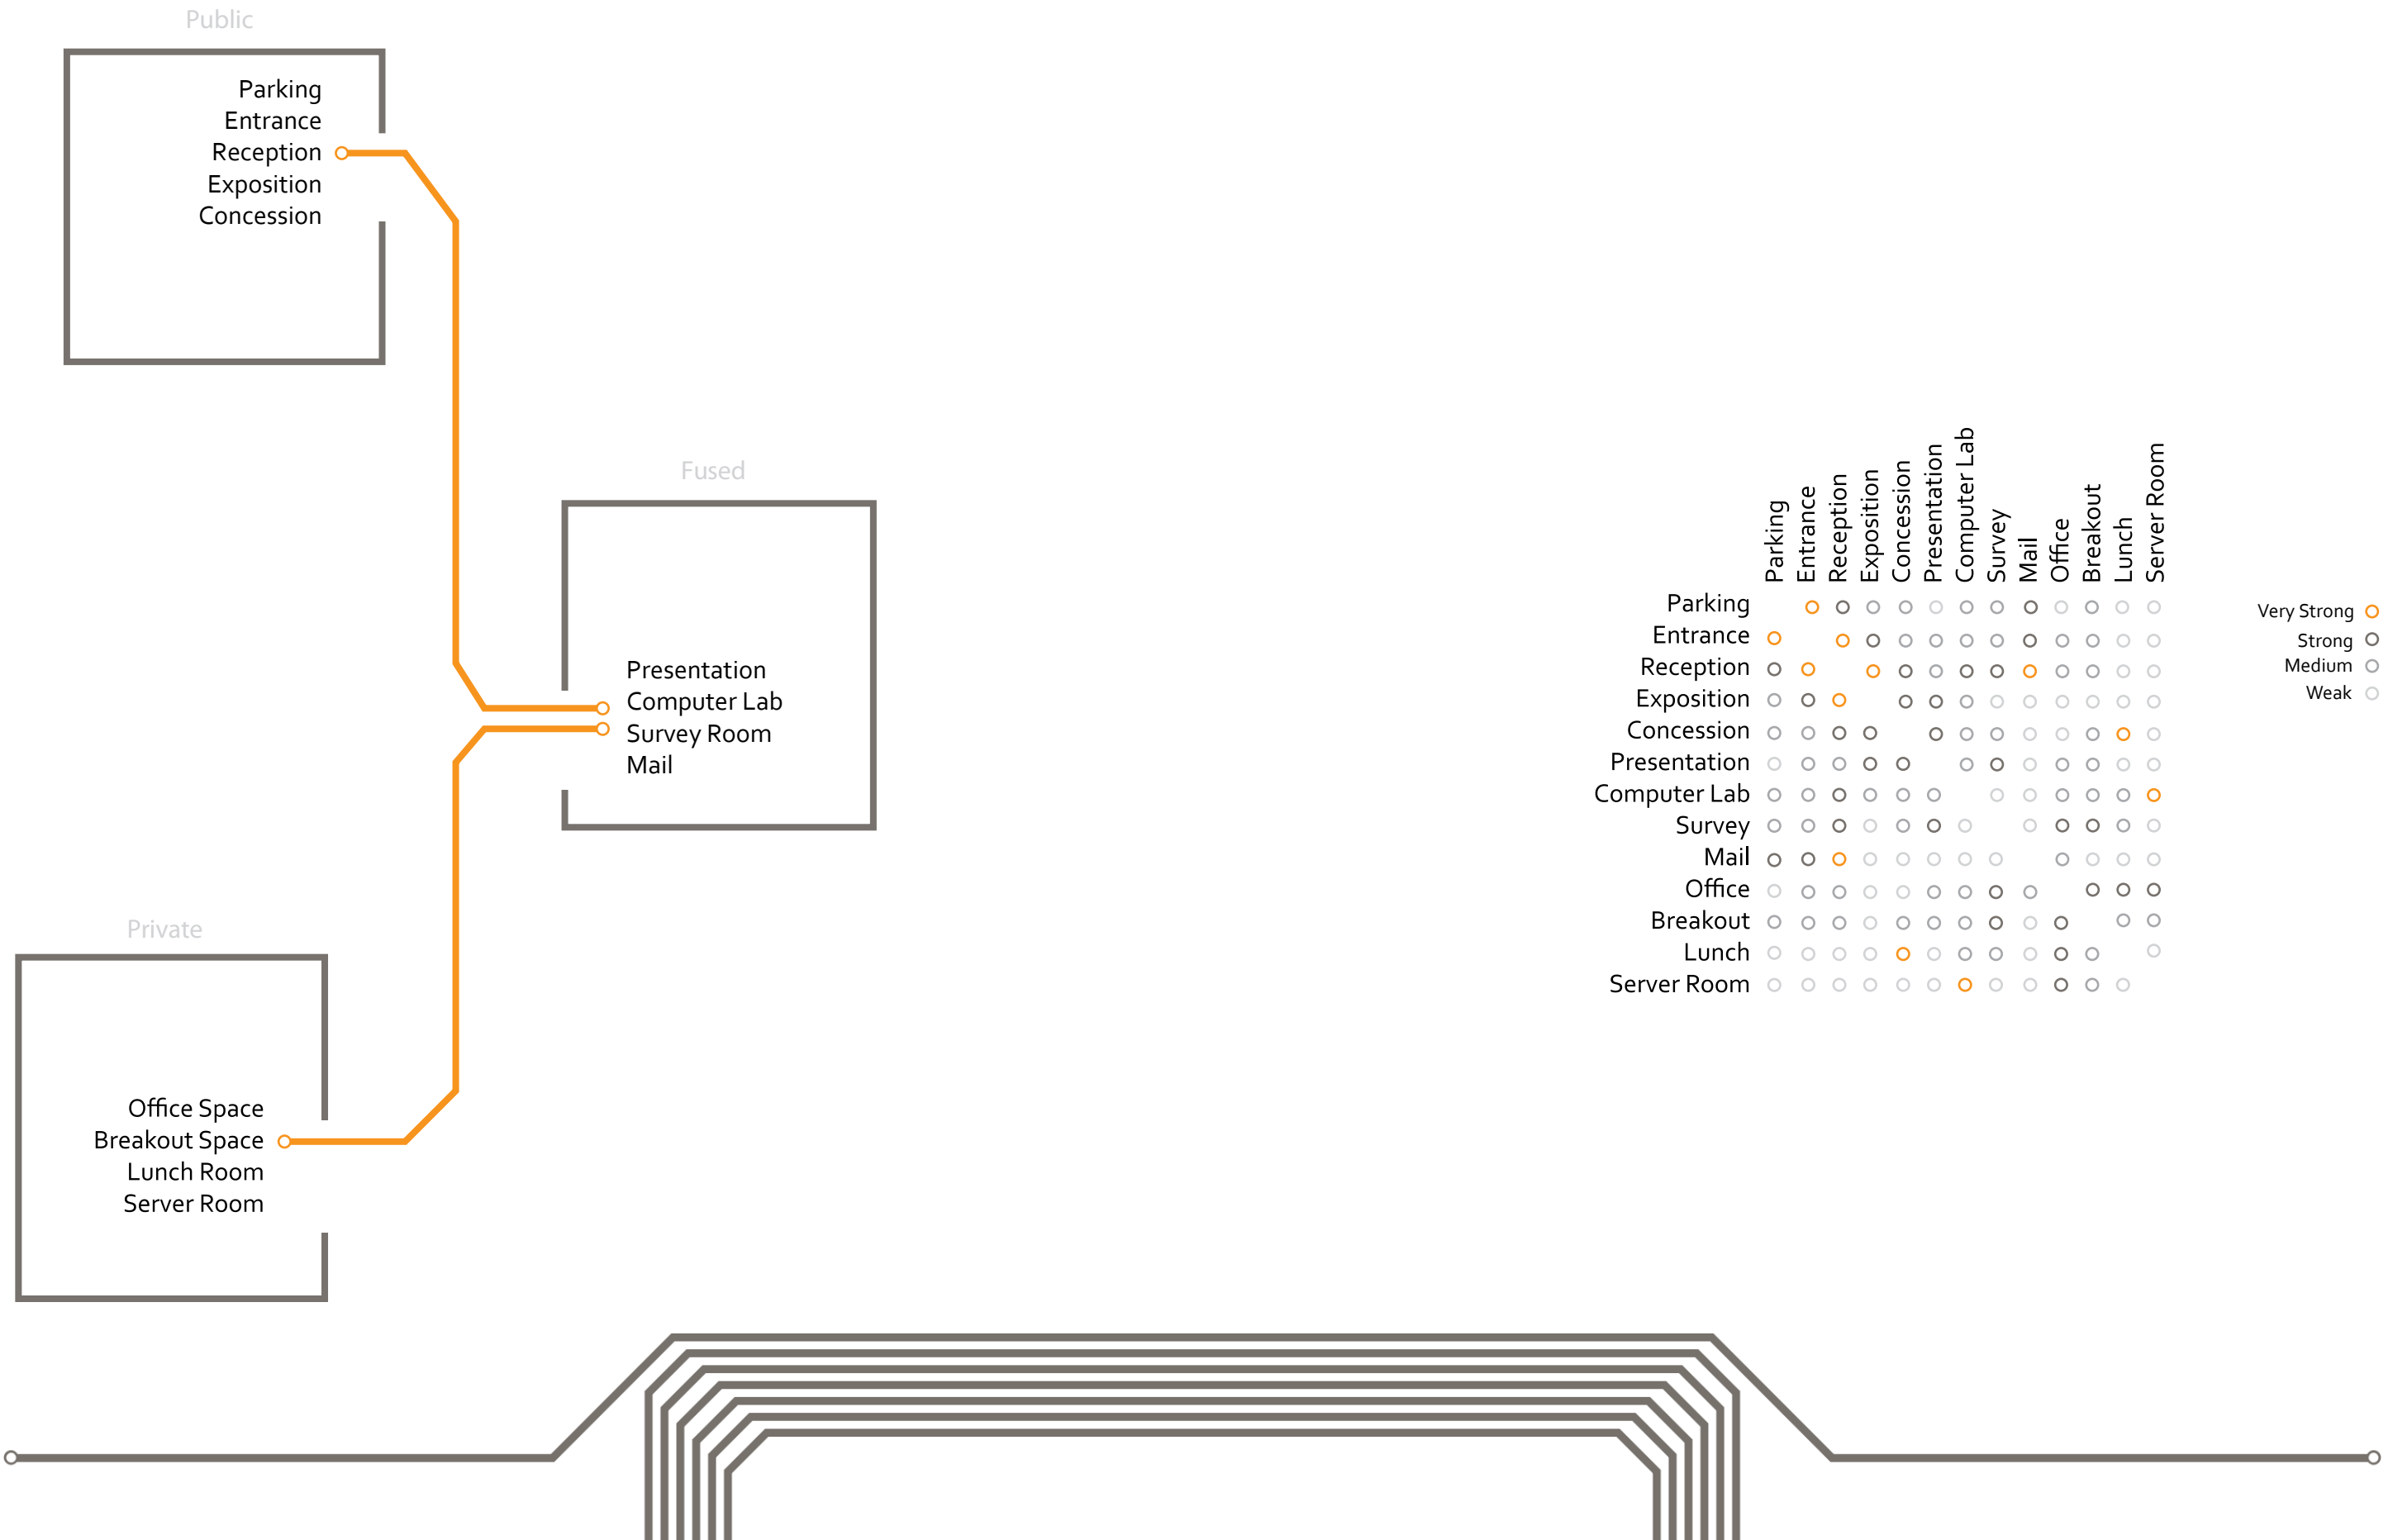 Public
Parking
Entrance
Reception
Exposition
Concession
Fused
Presentation
Computer Lab
Survey Room
Mail
Private
Office Space
Breakout Space
Lunch Room
Server Room
Parking
Entrance
Reception
Exposition
Concession
Presentation
Computer Lab
Survey
Mail
Office
Breakout
Lunch
Server Room
Parking
Entrance
Reception
Exposition
Concession
Presentation
Computer Lab
Survey
Mail
Office
Breakout
Lunch
Server Room
Very Strong
Strong
Medium
Weak